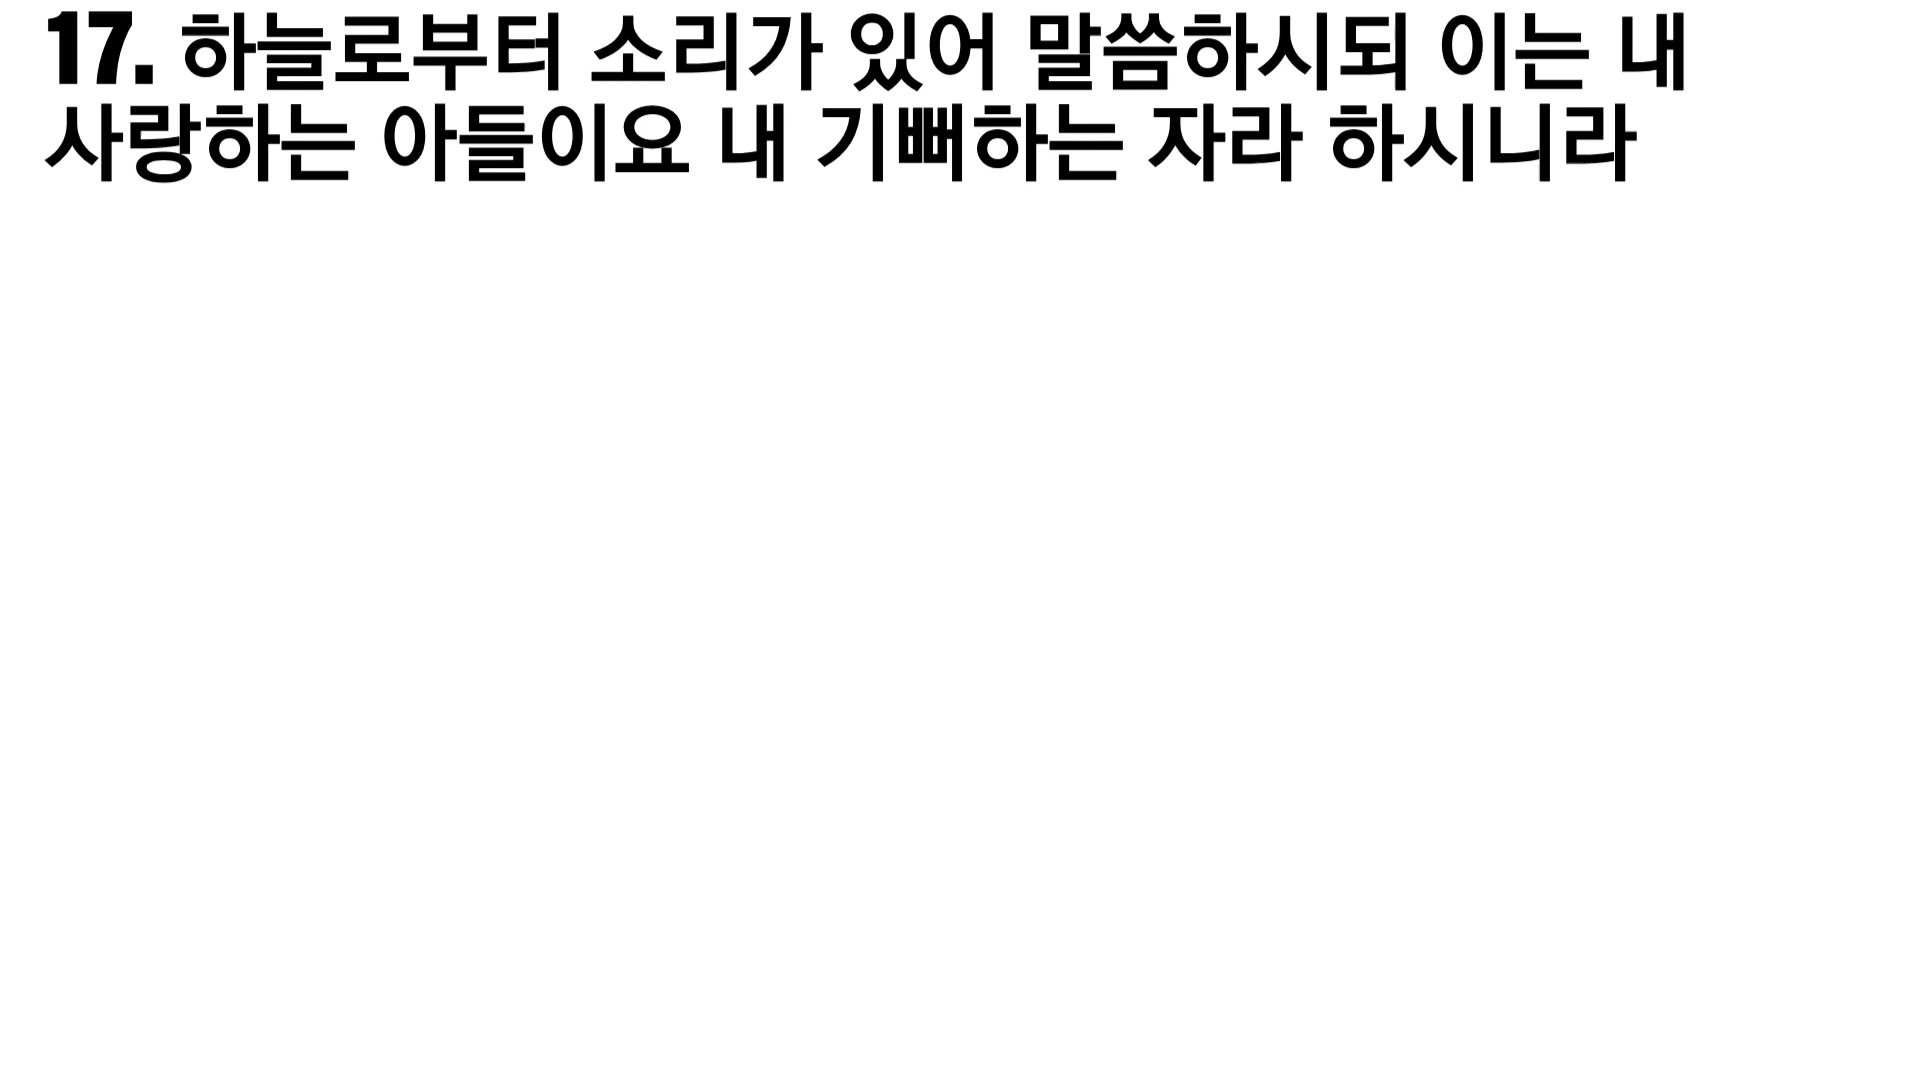 17. 하늘로부터 소리가 있어 말씀하시되 이는 내
사랑하는 아들이요 내 기뻐하는 자라 하시니라